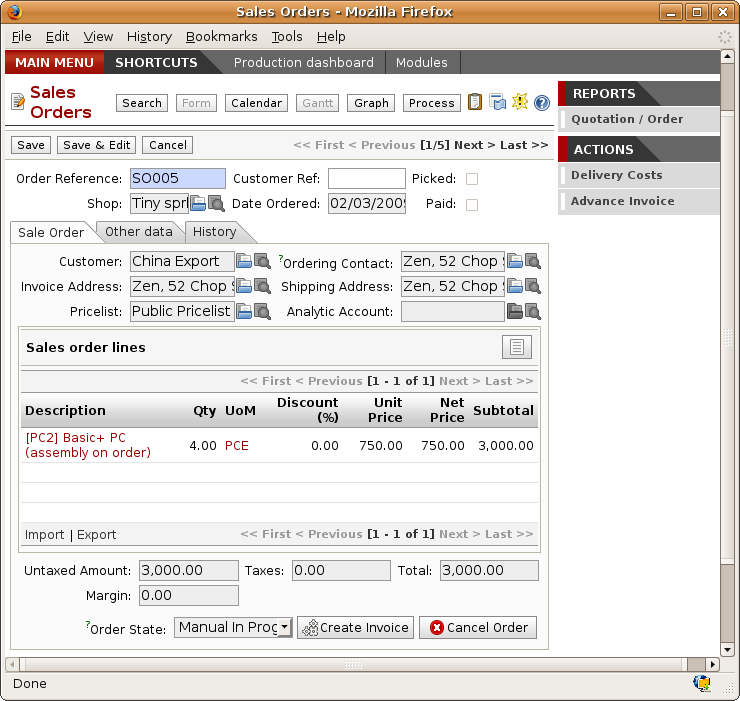 Sales Orders - Mozilla Firefox
File Edit View History Bookmarks Tools Help
MAIN MENU SHORTCUTS Production dashboard Modules
Sales Orders
Search Form Calendar Gantt Graph Process
REPORTS
Quotation / Order
ACTIONS
Delivery Costs
Advance Invoice
Save Save & Edit Cancel << First < Previous [1/5] Next > Last >>
Order Reference: SO005 Customer Ref: Picked:
Shop: Tiny sprl Date Ordered: 02/03/2009 Paid:
Sale Order Other data History
Customer: China Export ? Ordering Contact: Zen, 52 Chop S
Invoice Address: Zen, 52 Chop S Shipping Address: Zen, 52 Chop S
Pricelist: Public Pricelist Analytic Account:
Sales order lines
<< First < Previous [1 - 1 of 1] Next > Last >>
Description Qty UoM Discount (%) Unit Price Net Price Subtotal
[PC2] Basic+ PC (assembly on order) 4.00 PCE 0.00 750.00 750.00 3,000.00
Import | Export << First < Previous [1 - 1 of 1] Next > Last >>
Untaxed Amount: 3,000.00 Taxes: 0.00 Total: 3,000.00
Margin: 0.00
? Order State: Manual In Prog Create Invoice Cancel Order
Done